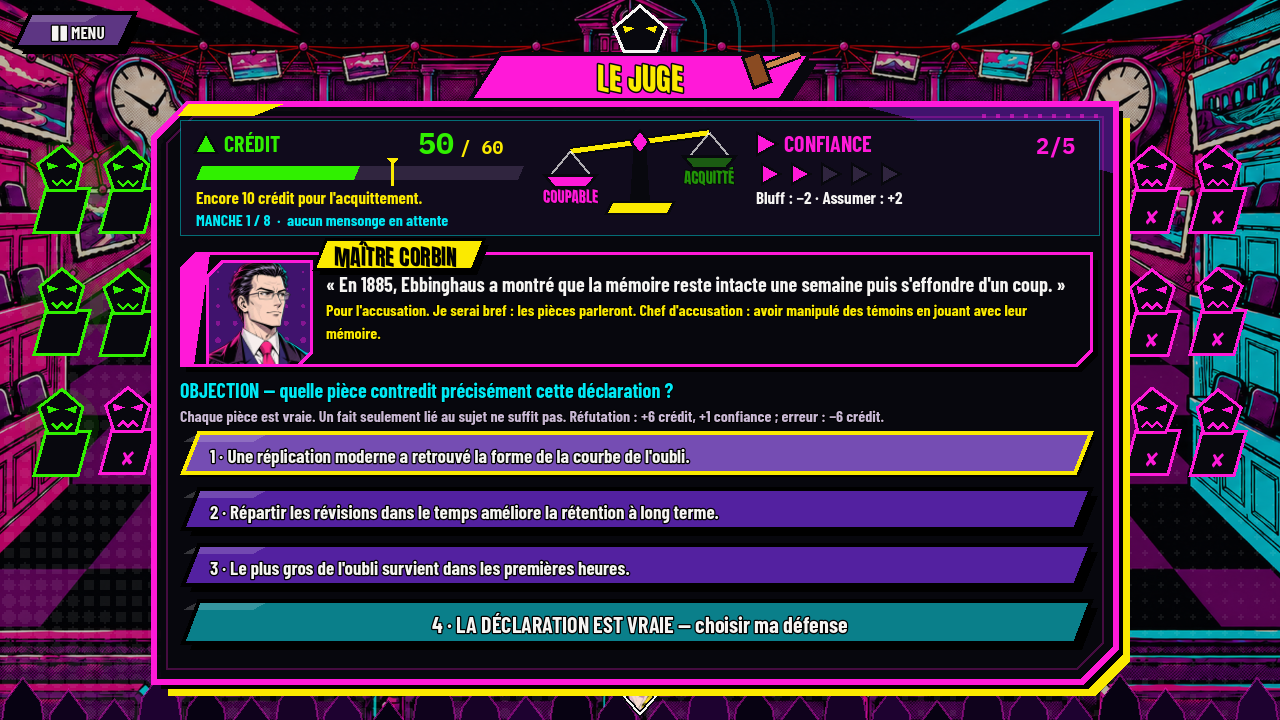 MENU
LE JUGE
CRÉDIT
50 / 60
Encore 10 crédit pour l'acquittement.
MANCHE 1 / 8 · aucun mensonge en attente
COUPABLE
ACQUITTÉ
CONFIANCE
2/5
Bluff : −2 · Assumer : +2
MAÎTRE CORBIN
« En 1885, Ebbinghaus a montré que la mémoire reste intacte une semaine puis s'effondre d'un coup. »
Pour l'accusation. Je serai bref : les pièces parleront. Chef d'accusation : avoir manipulé des témoins en jouant avec leur
mémoire.
OBJECTION — quelle pièce contredit précisément cette déclaration ?
Chaque pièce est vraie. Un fait seulement lié au sujet ne suffit pas. Réfutation : +6 crédit, +1 confiance ; erreur : −6 crédit.
1 · Une réplication moderne a retrouvé la forme de la courbe de l'oubli.
2 · Répartir les révisions dans le temps améliore la rétention à long terme.
3 · Le plus gros de l'oubli survient dans les premières heures.
4 · LA DÉCLARATION EST VRAIE — choisir ma défense